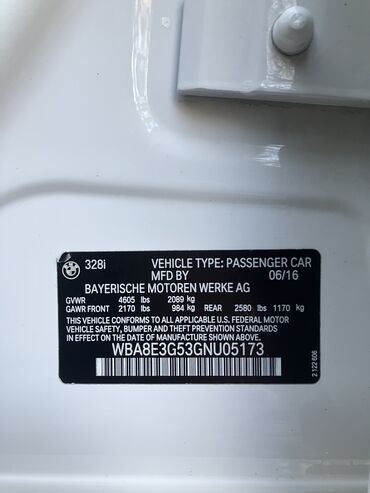 328i VEHICLE TYPE: PASSENGER CAR
MFD BY 06/16
BAYERISCHE MOTOREN WERKE AG
GVWR 4605 lbs 2089 kg
GAWR FRONT 2170 lbs 984 kg REAR 2580 lbs 1170 kg
THIS VEHICLE CONFORMS TO ALL APPLICABLE U.S. FEDERAL MOTOR VEHICLE
SAFETY, BUMPER AND THEFT PREVENTION STANDARDS IN EFFECT ON THE
DATE OF MANUFACTURE SHOWN ABOVE.
WBA8E3G53GNU05173
2 122 606